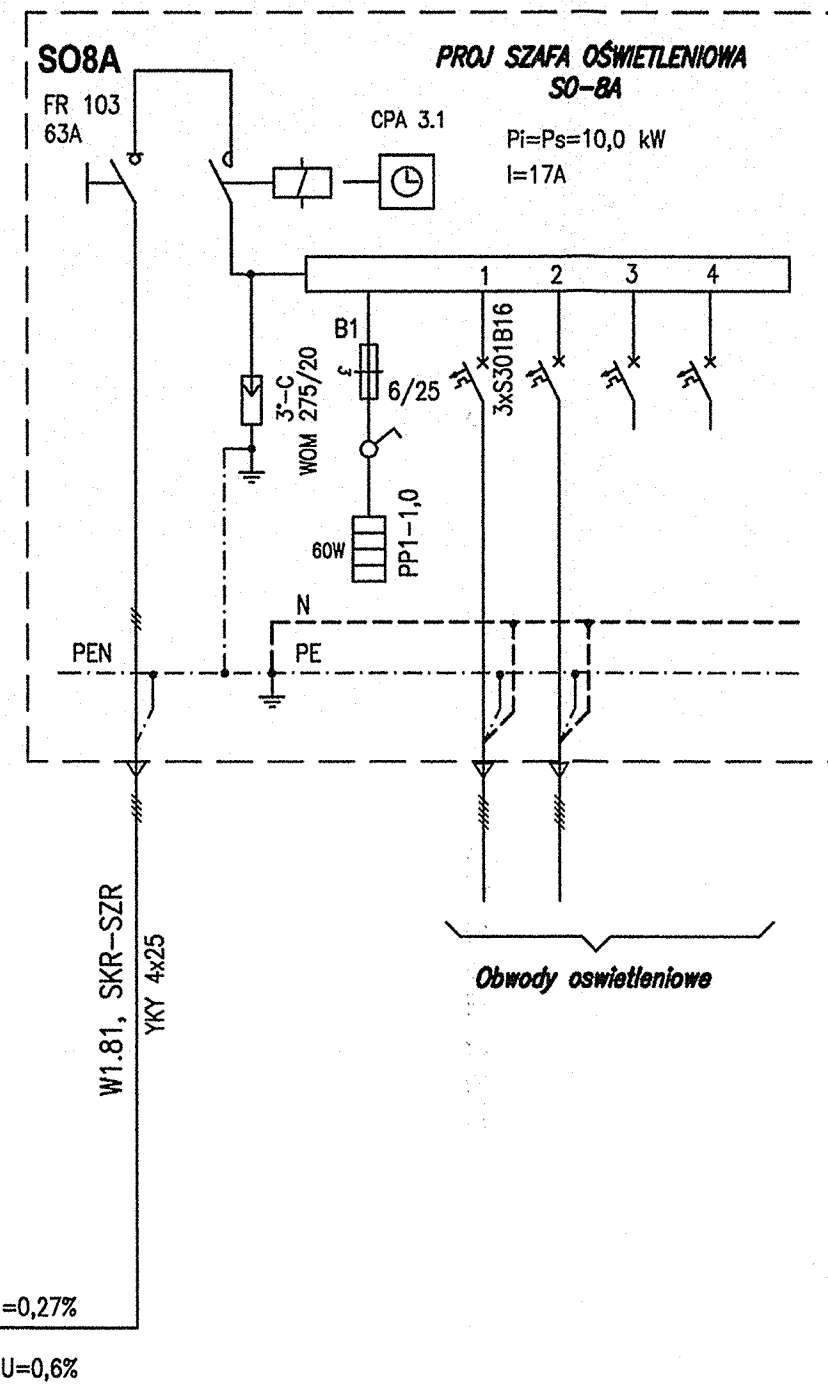 SO8A
PROJ SZAFA OŚWIETLENIOWA
SO-8A
FR 103
63A
CPA 3.1
Pi=Ps=10,0 kW
I=17A
1 2 3 4
B1
3
6/25
3xS301B16
3*-C
WOM 275/20
60W
PP1-1,0
N
PEN
PE
W1.81, SKR-SZR
YKY 4x25
Obwody oswietleniowe
=0,27%
U=0,6%